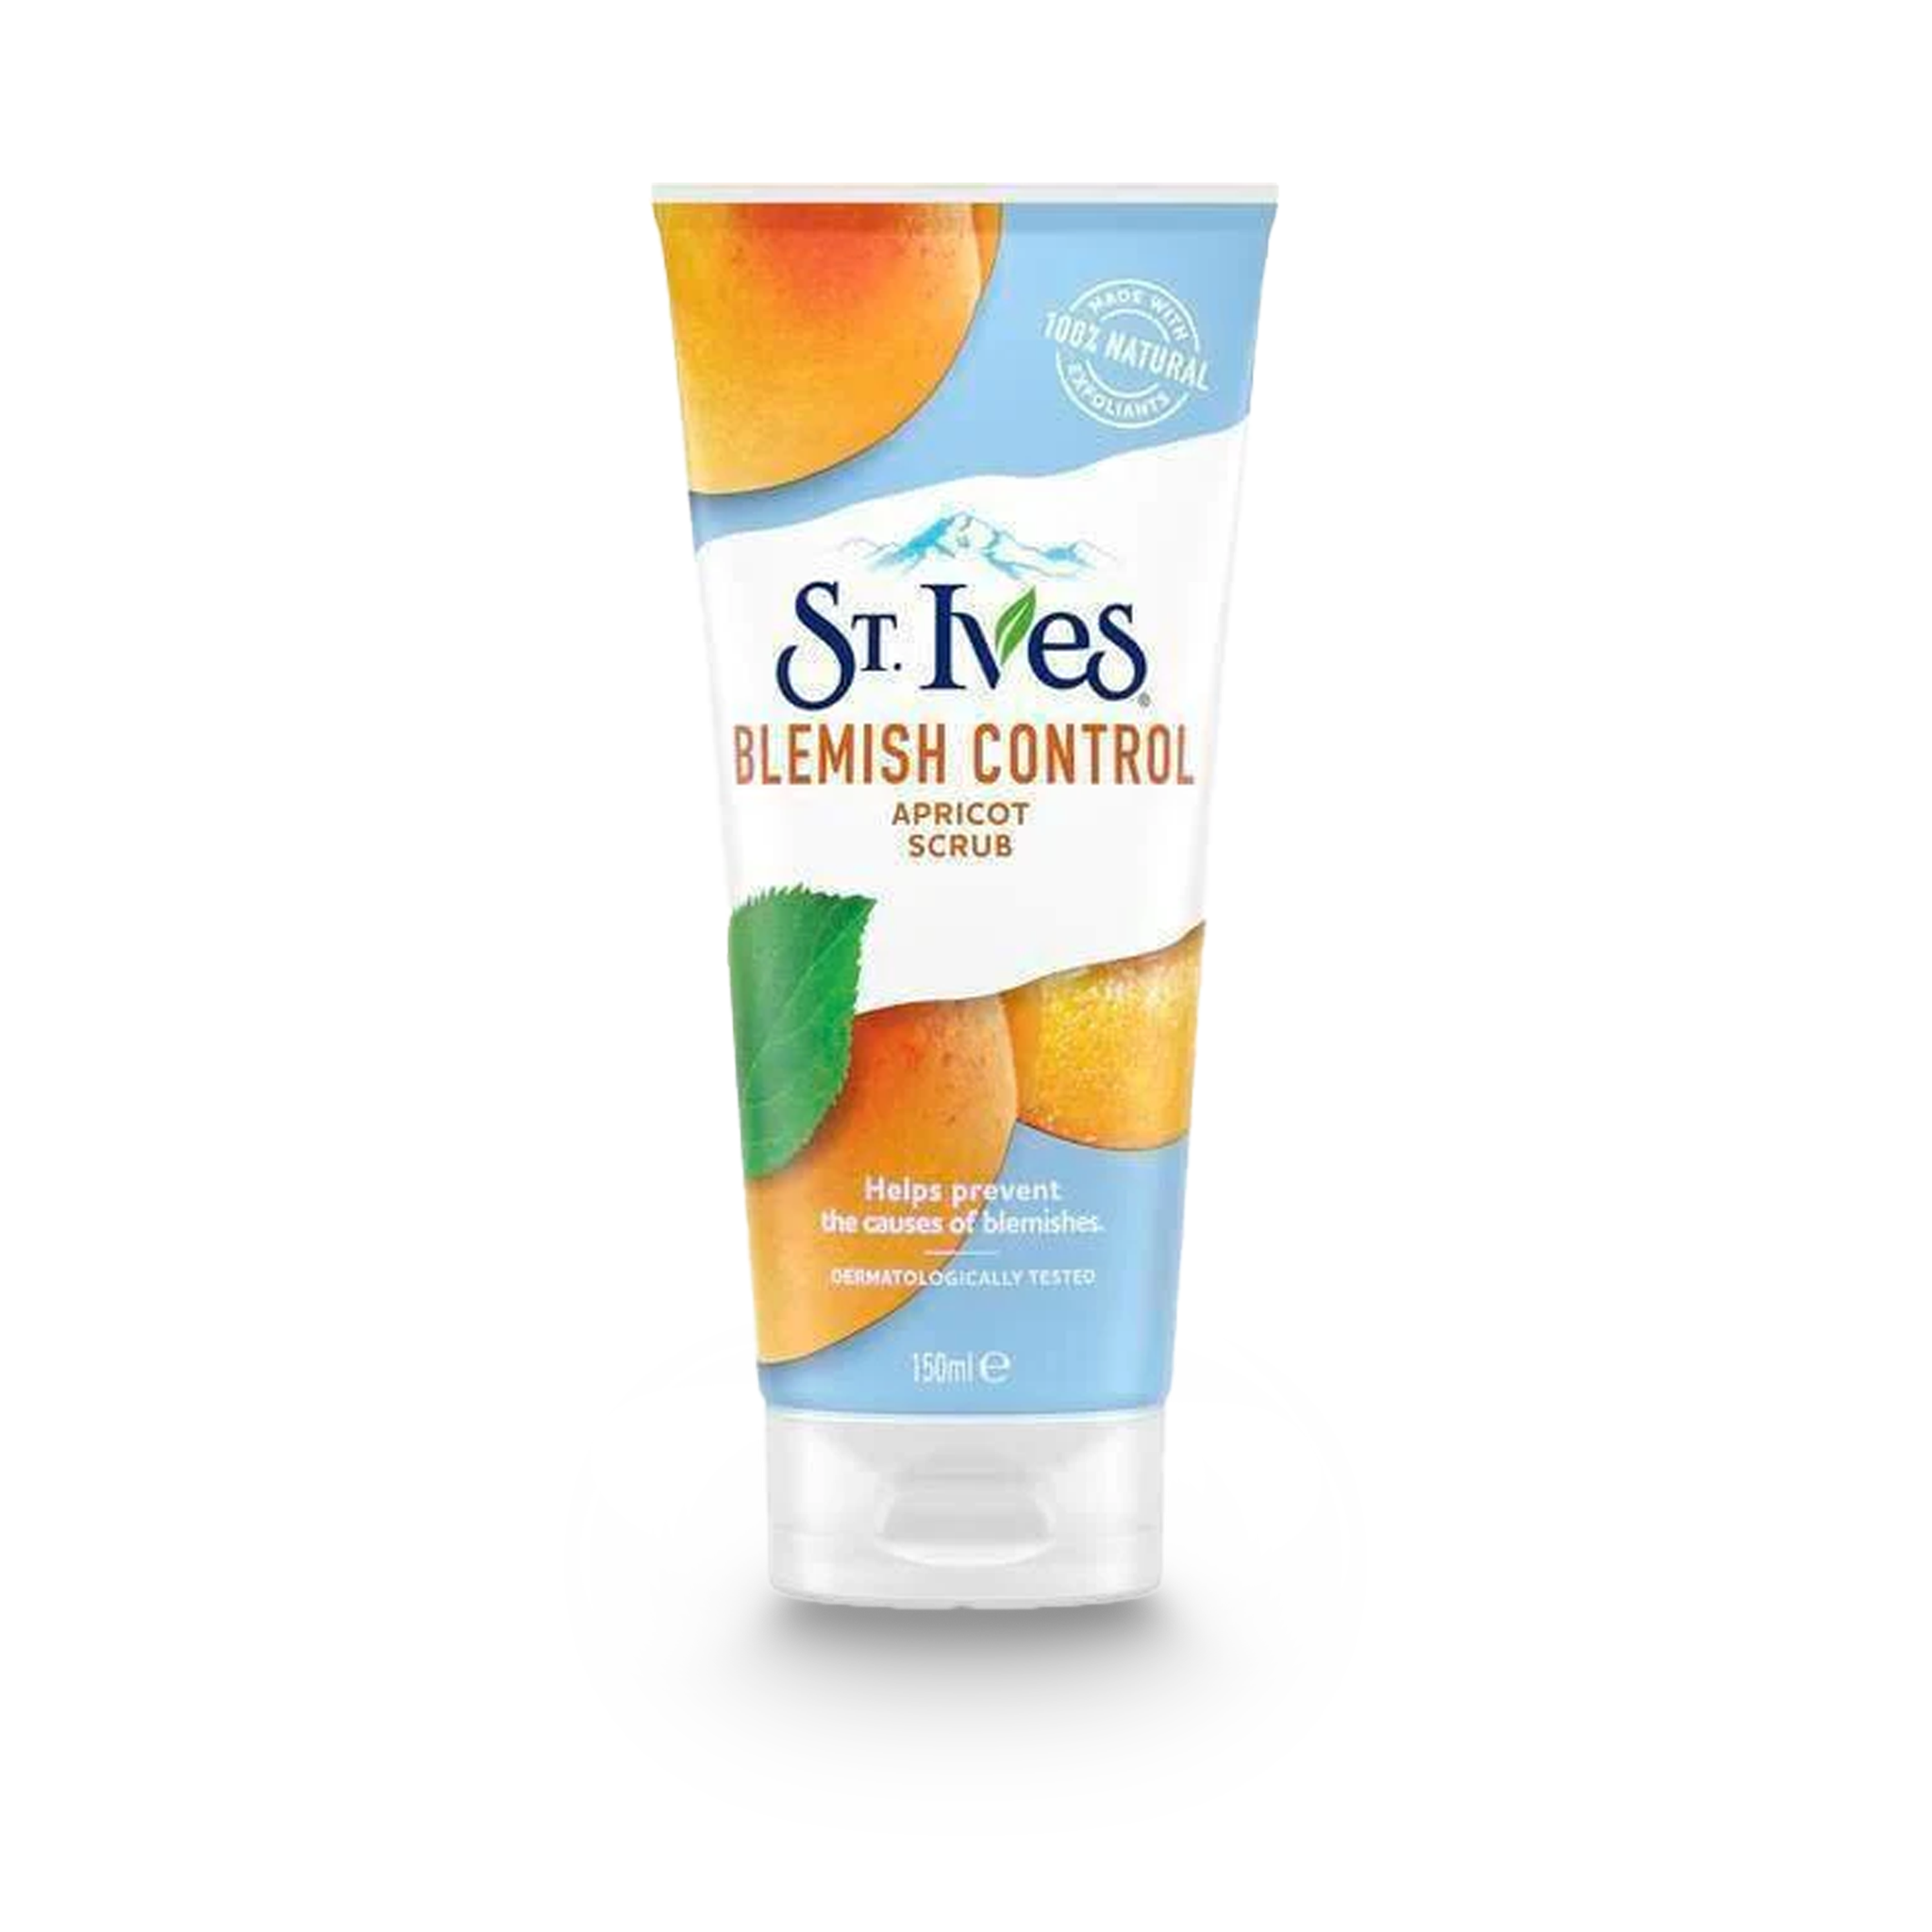 MADE WITH
100% NATURAL
EXFOLIANTS
ST. IVES®
BLEMISH CONTROL
APRICOT
SCRUB
Helps prevent
the causes of blemishes.
DERMATOLOGICALLY TESTED
150ml ℮